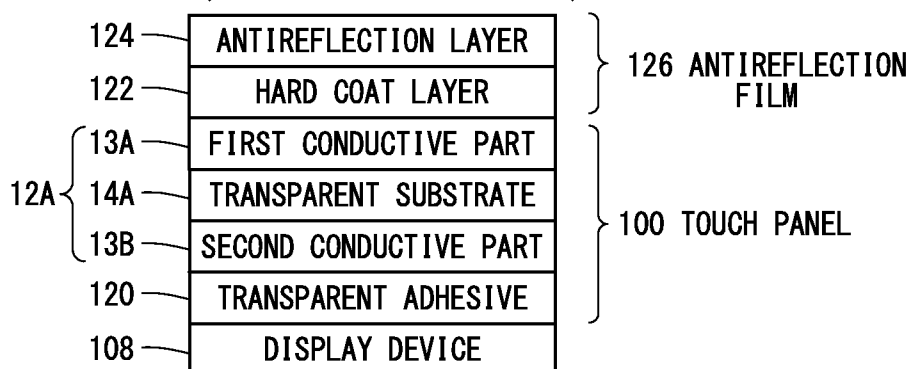 124 ANTIREFLECTION LAYER
126 ANTIREFLECTION FILM
122 HARD COAT LAYER
12A
13A FIRST CONDUCTIVE PART
14A TRANSPARENT SUBSTRATE
100 TOUCH PANEL
13B SECOND CONDUCTIVE PART
120 TRANSPARENT ADHESIVE
108 DISPLAY DEVICE